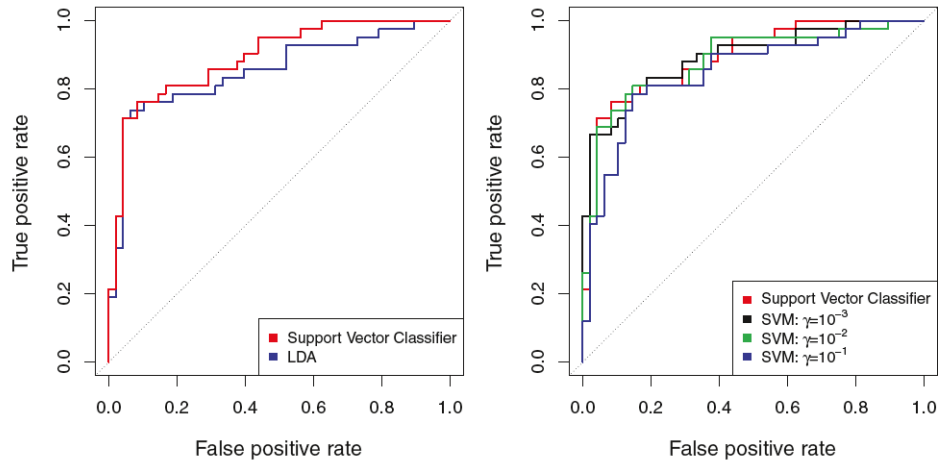 True positive rate
1.0
0.8
0.6
0.4
0.2
0.0
Support Vector Classifier
LDA
0.0 0.2 0.4 0.6 0.8 1.0
False positive rate
True positive rate
1.0
0.8
0.6
0.4
0.2
0.0
Support Vector Classifier
SVM: γ=10⁻³
SVM: γ=10⁻²
SVM: γ=10⁻¹
0.0 0.2 0.4 0.6 0.8 1.0
False positive rate